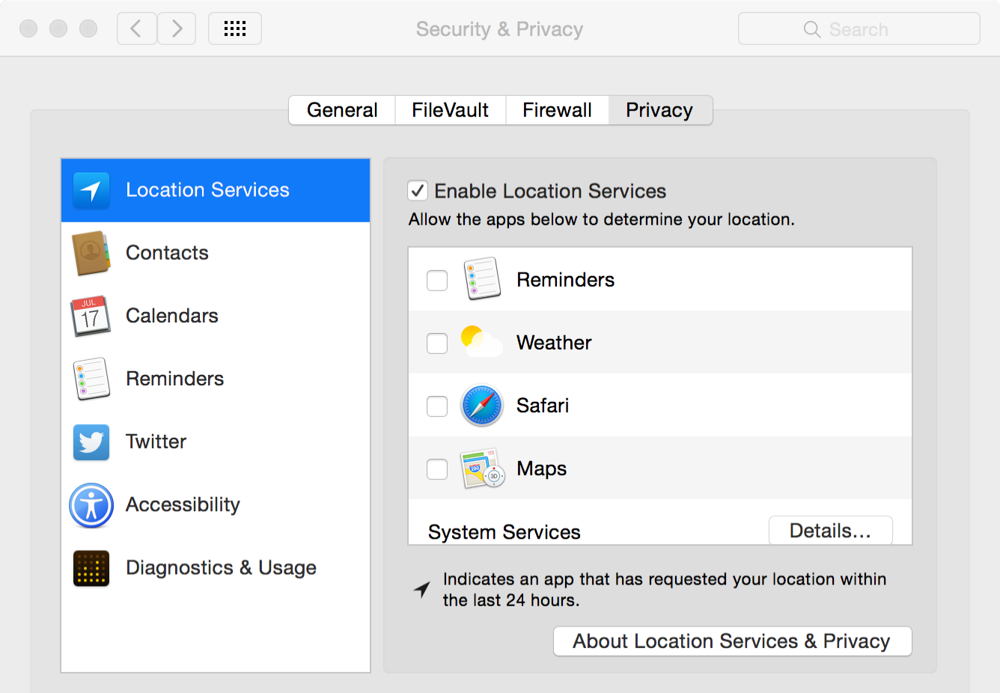 Security & Privacy
Search
General
FileVault
Firewall
Privacy
Location Services
Contacts
JUL
17
Calendars
Reminders
Twitter
Accessibility
Diagnostics & Usage
Enable Location Services
Allow the apps below to determine your location.
Reminders
Weather
Safari
280
3D
Maps
System Services
Details...
Indicates an app that has requested your location within
the last 24 hours.
About Location Services & Privacy